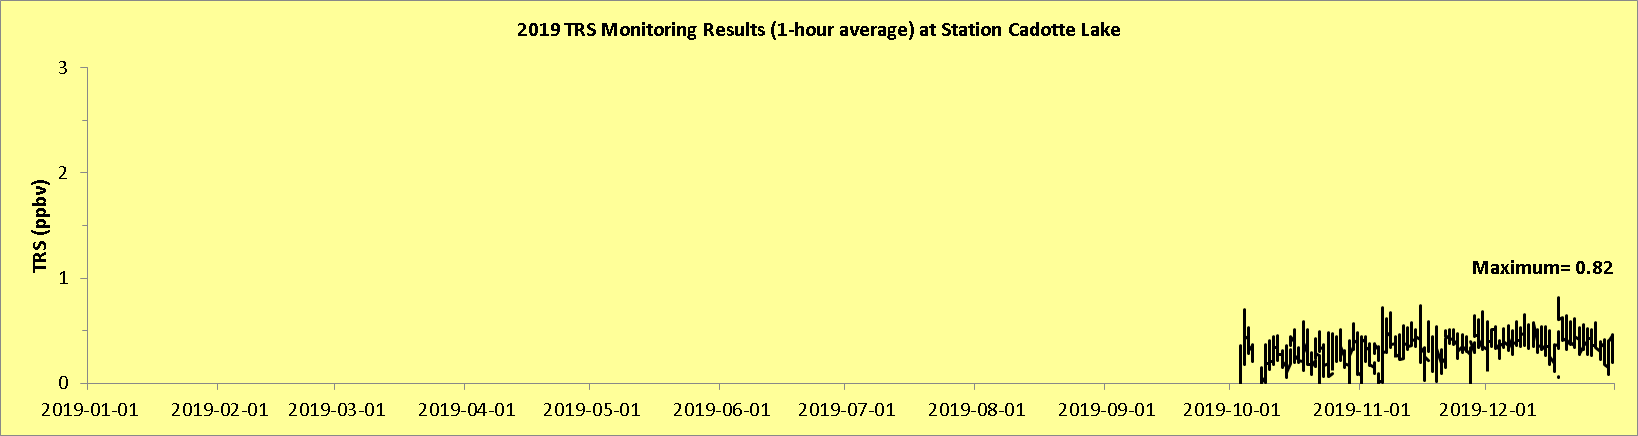 2019 TRS Monitoring Results (1-hour average) at Station Cadotte Lake
TRS (ppbv)
3
2
1
0
Maximum= 0.82
2019-01-01 2019-02-01 2019-03-01 2019-04-01 2019-05-01 2019-06-01 2019-07-01 2019-08-01 2019-09-01 2019-10-01 2019-11-01 2019-12-01